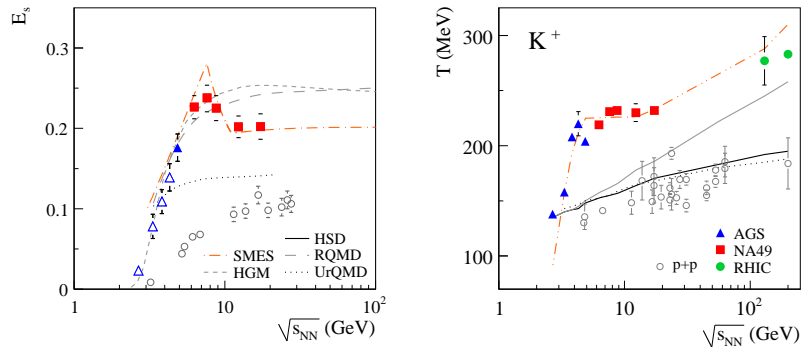 E_s
0.3
0.2
0.1
0
1
10
10^2
√s_NN (GeV)
SMES
HGM
HSD
RQMD
UrQMD
T (MeV)
K^+
300
200
100
1
10
10^2
√s_NN (GeV)
p+p
AGS
NA49
RHIC